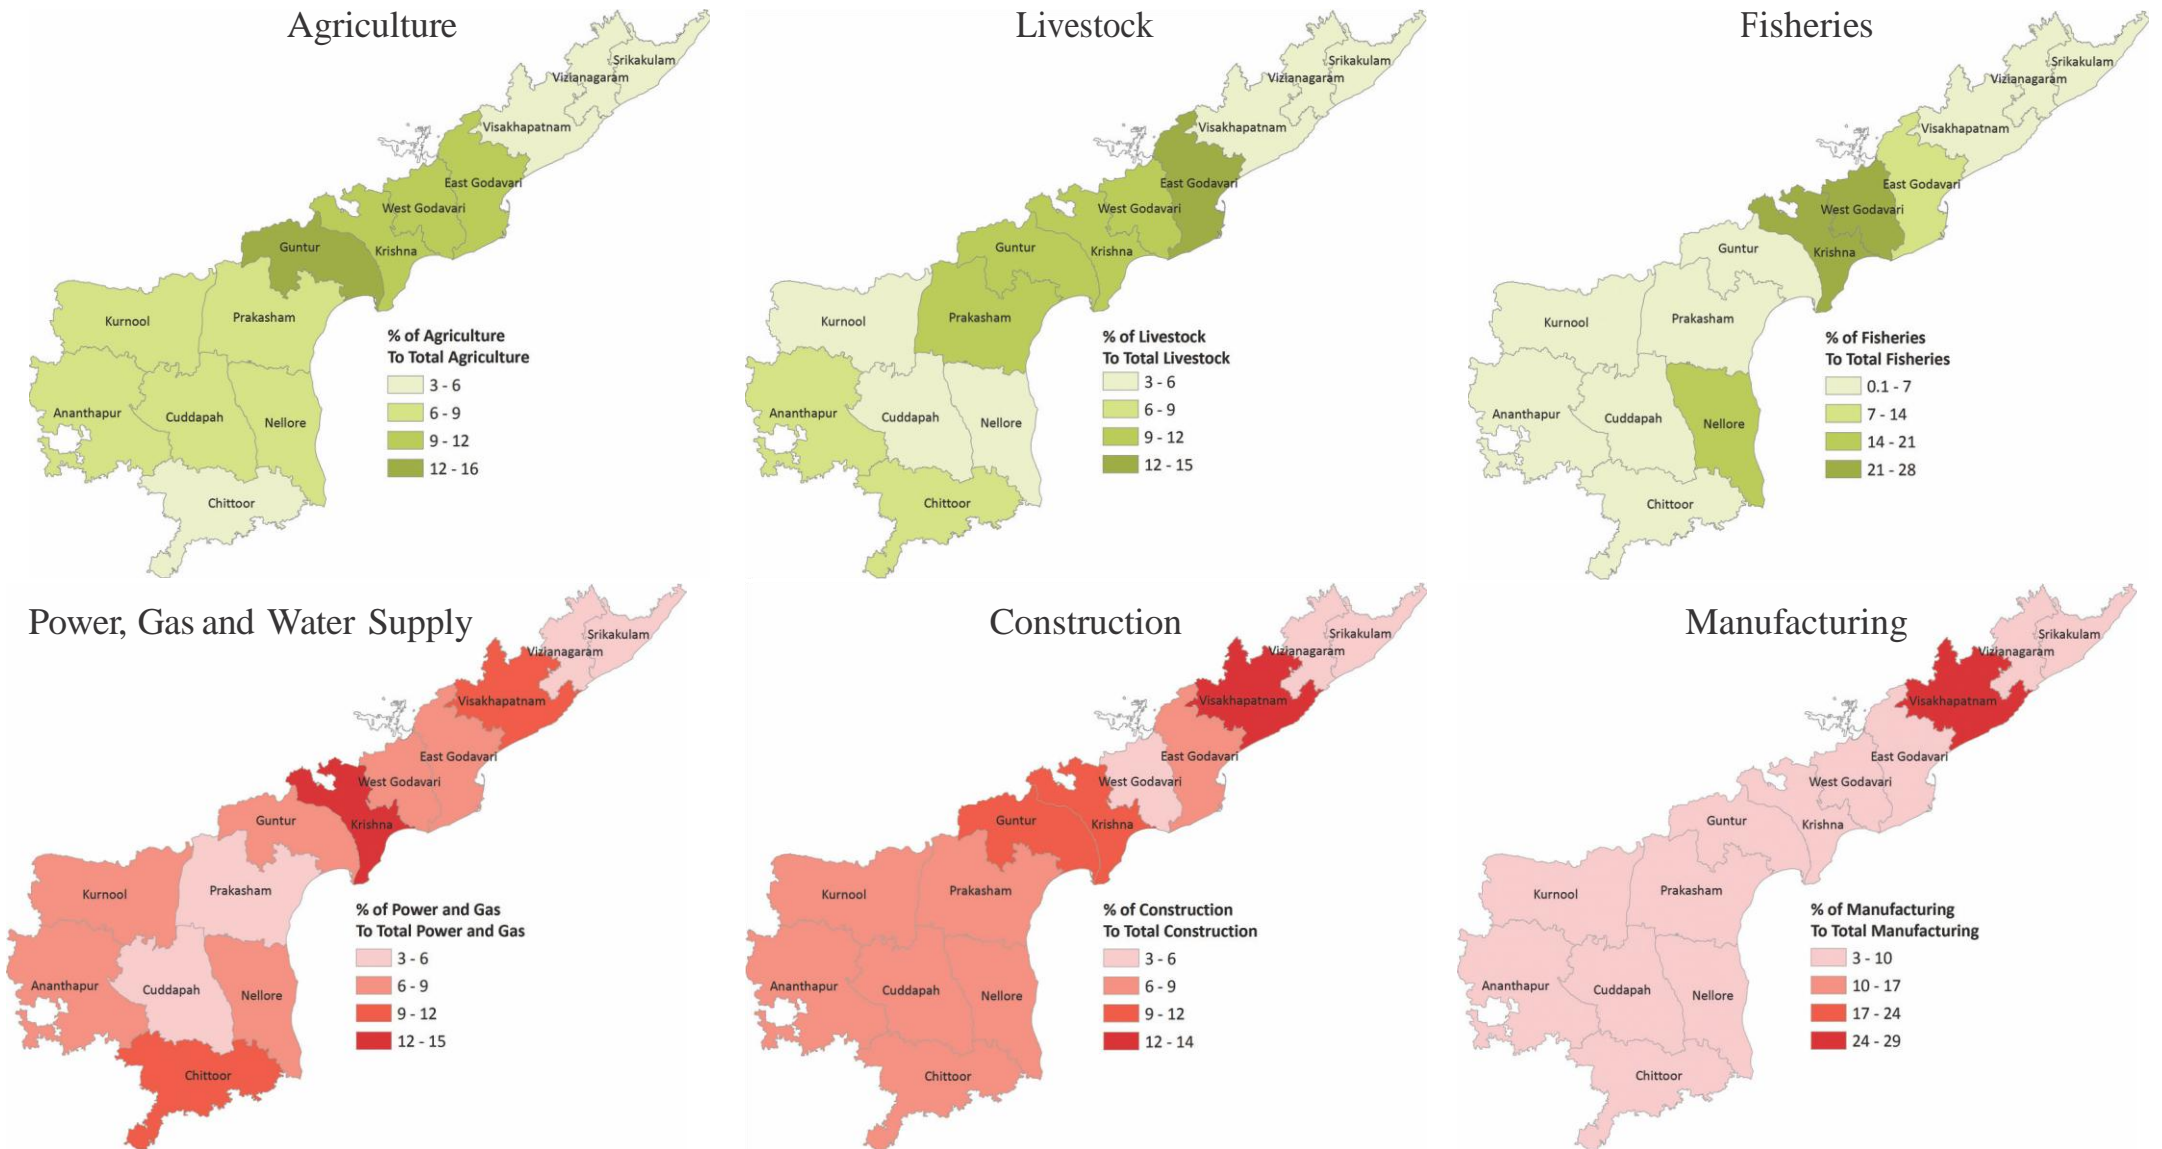 Agriculture
Srikakulam
Vizianagaram
Visakhapatnam
East Godavari
West Godavari
Guntur
Krishna
Kurnool
Prakasham
Ananthapur
Cuddapah
Nellore
Chittoor
% of Agriculture
To Total Agriculture
3 - 6
6 - 9
9 - 12
12 - 16
Livestock
Srikakulam
Vizianagaram
Visakhapatnam
East Godavari
West Godavari
Guntur
Krishna
Kurnool
Prakasham
Ananthapur
Cuddapah
Nellore
Chittoor
% of Livestock
To Total Livestock
3 - 6
6 - 9
9 - 12
12 - 15
Fisheries
Srikakulam
Vizianagaram
Visakhapatnam
East Godavari
West Godavari
Guntur
Krishna
Kurnool
Prakasham
Ananthapur
Cuddapah
Nellore
Chittoor
% of Fisheries
To Total Fisheries
0.1 - 7
7 - 14
14 - 21
21 - 28
Power, Gas and Water Supply
Srikakulam
Vizianagaram
Visakhapatnam
East Godavari
West Godavari
Guntur
Krishna
Kurnool
Prakasham
Ananthapur
Cuddapah
Nellore
Chittoor
% of Power and Gas
To Total Power and Gas
3 - 6
6 - 9
9 - 12
12 - 15
Construction
Srikakulam
Vizianagaram
Visakhapatnam
East Godavari
West Godavari
Guntur
Krishna
Kurnool
Prakasham
Ananthapur
Cuddapah
Nellore
Chittoor
% of Construction
To Total Construction
3 - 6
6 - 9
9 - 12
12 - 14
Manufacturing
Srikakulam
Vizianagaram
Visakhapatnam
East Godavari
West Godavari
Guntur
Krishna
Kurnool
Prakasham
Ananthapur
Cuddapah
Nellore
Chittoor
% of Manufacturing
To Total Manufacturing
3 - 10
10 - 17
17 - 24
24 - 29